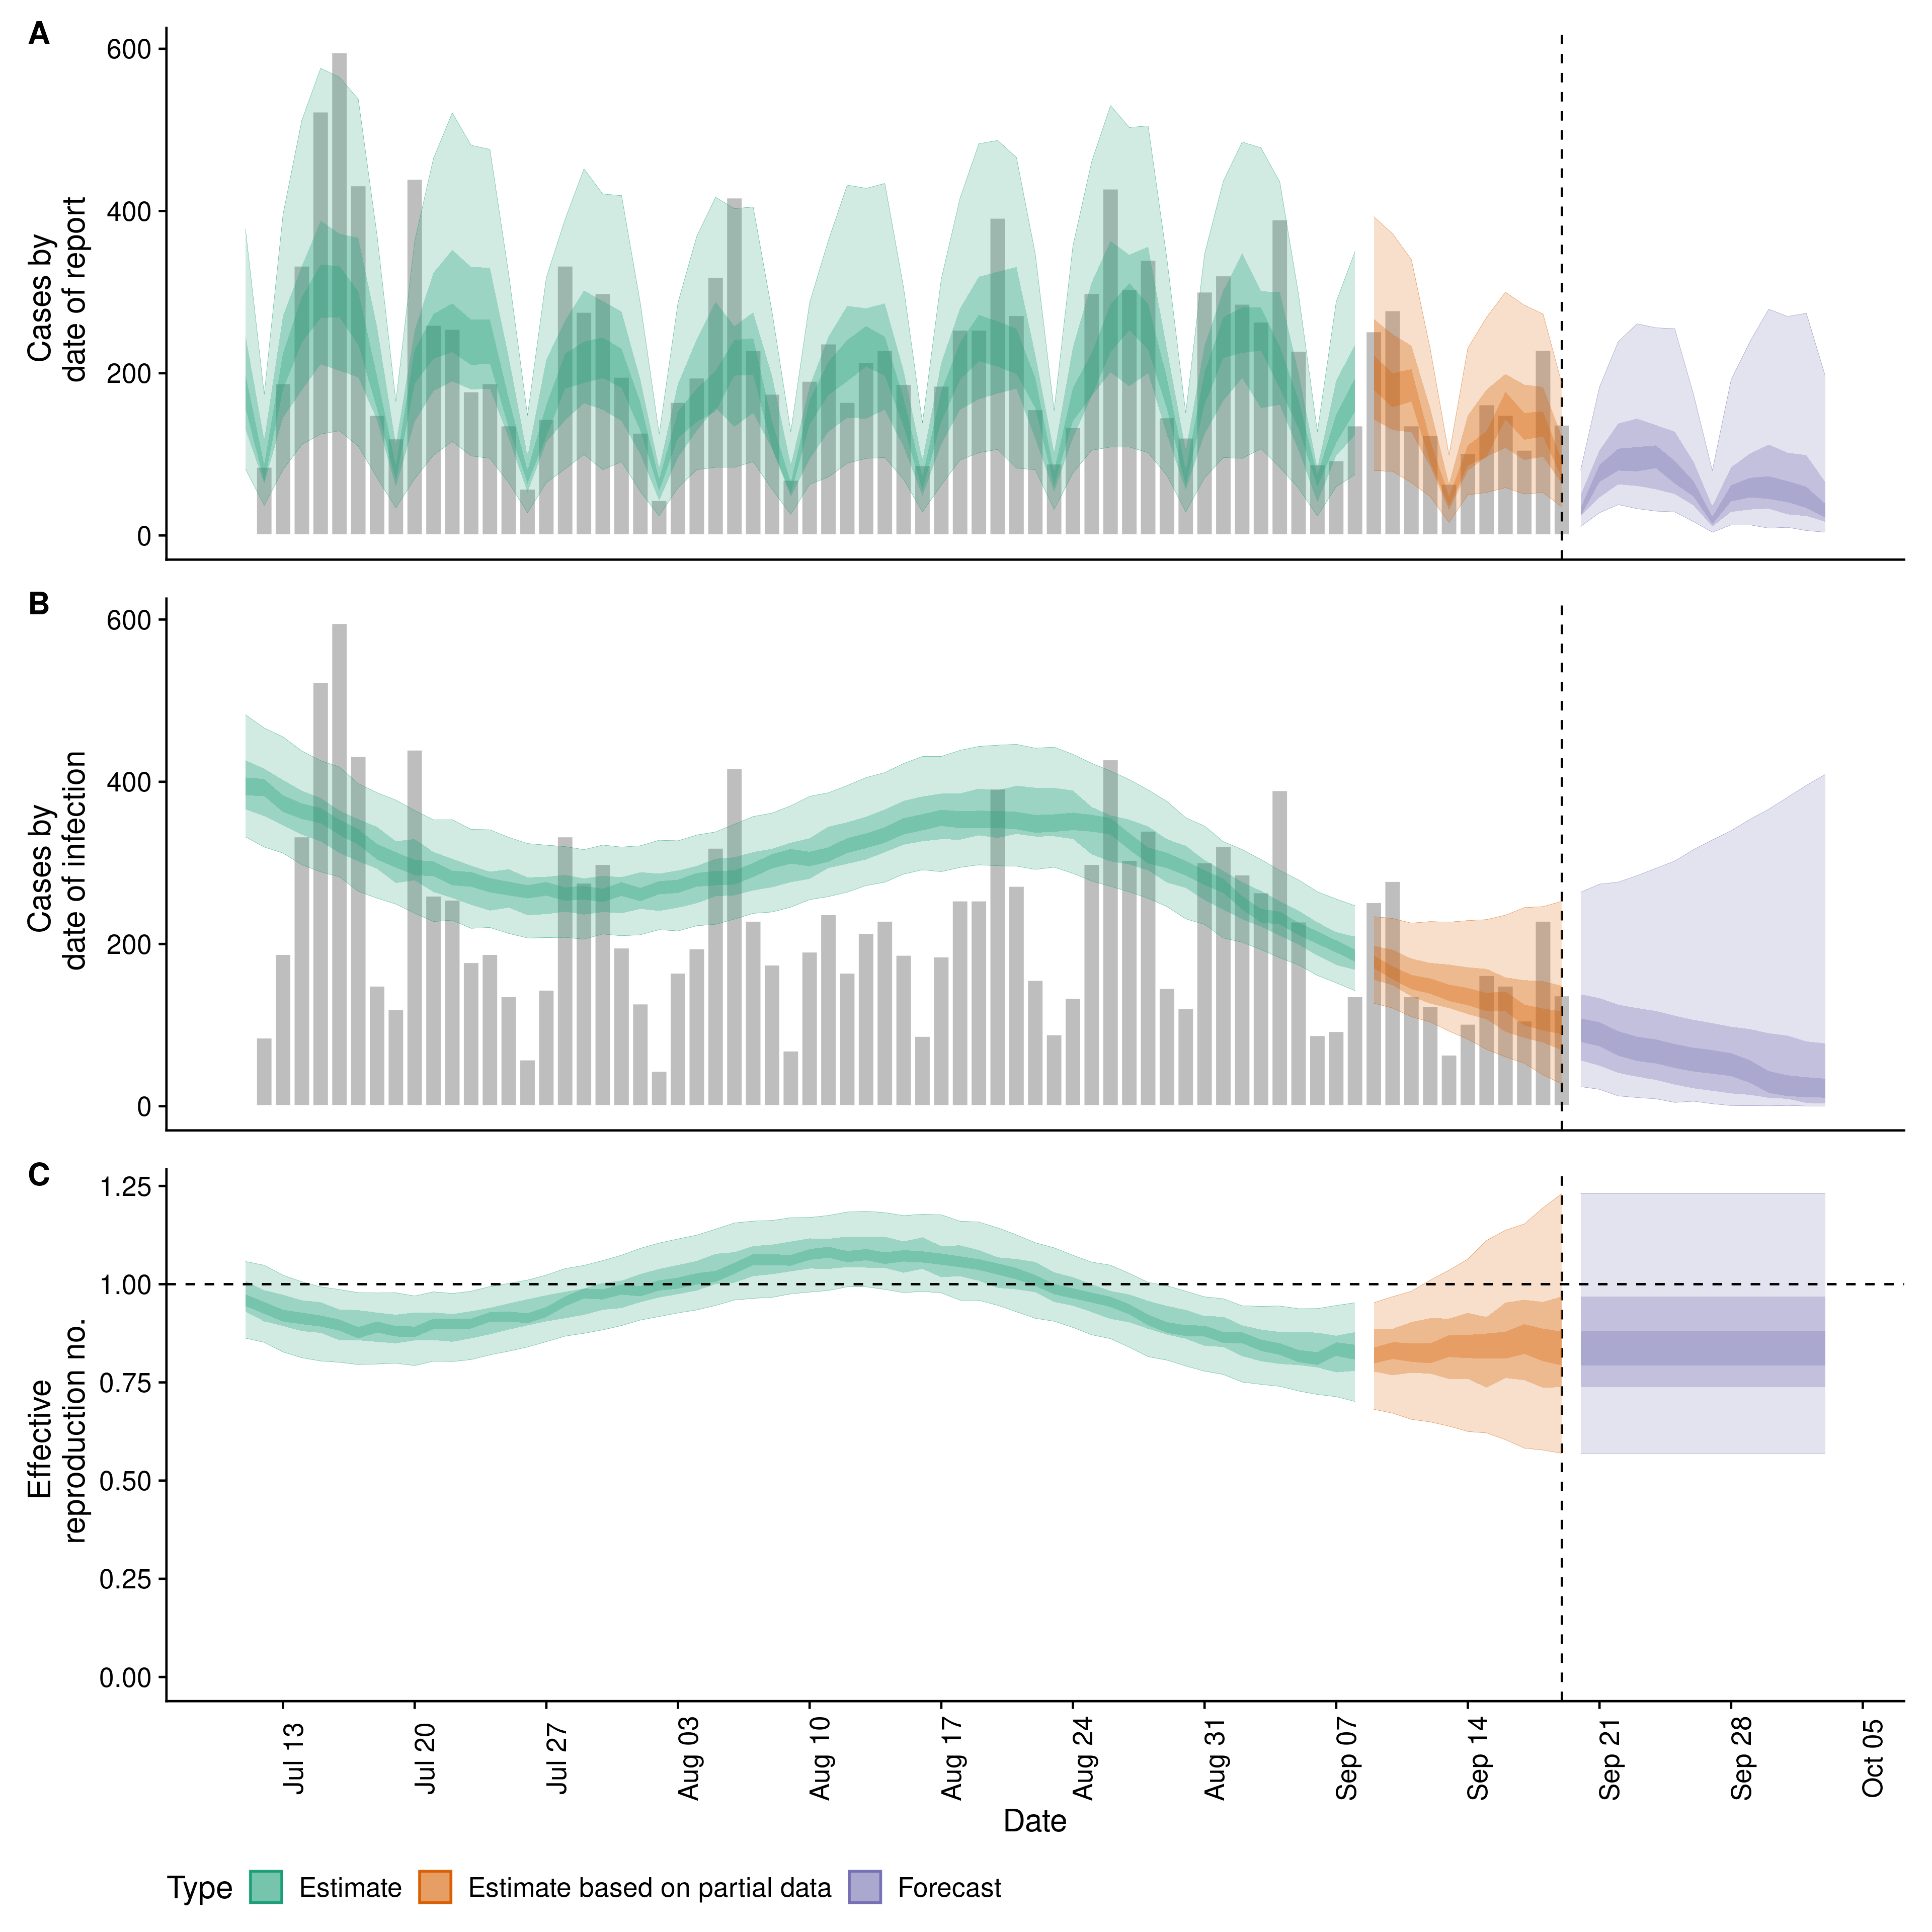 A
600
400
200
0
Cases by
date of report
B
600
400
200
0
Cases by
date of infection
C
1.25
1.00
0.75
0.50
0.25
0.00
Effective
reproduction no.
Jul 13
Jul 20
Jul 27
Aug 03
Aug 10
Aug 17
Aug 24
Aug 31
Sep 07
Sep 14
Sep 21
Sep 28
Oct 05
Date
Type Estimate Estimate based on partial data Forecast